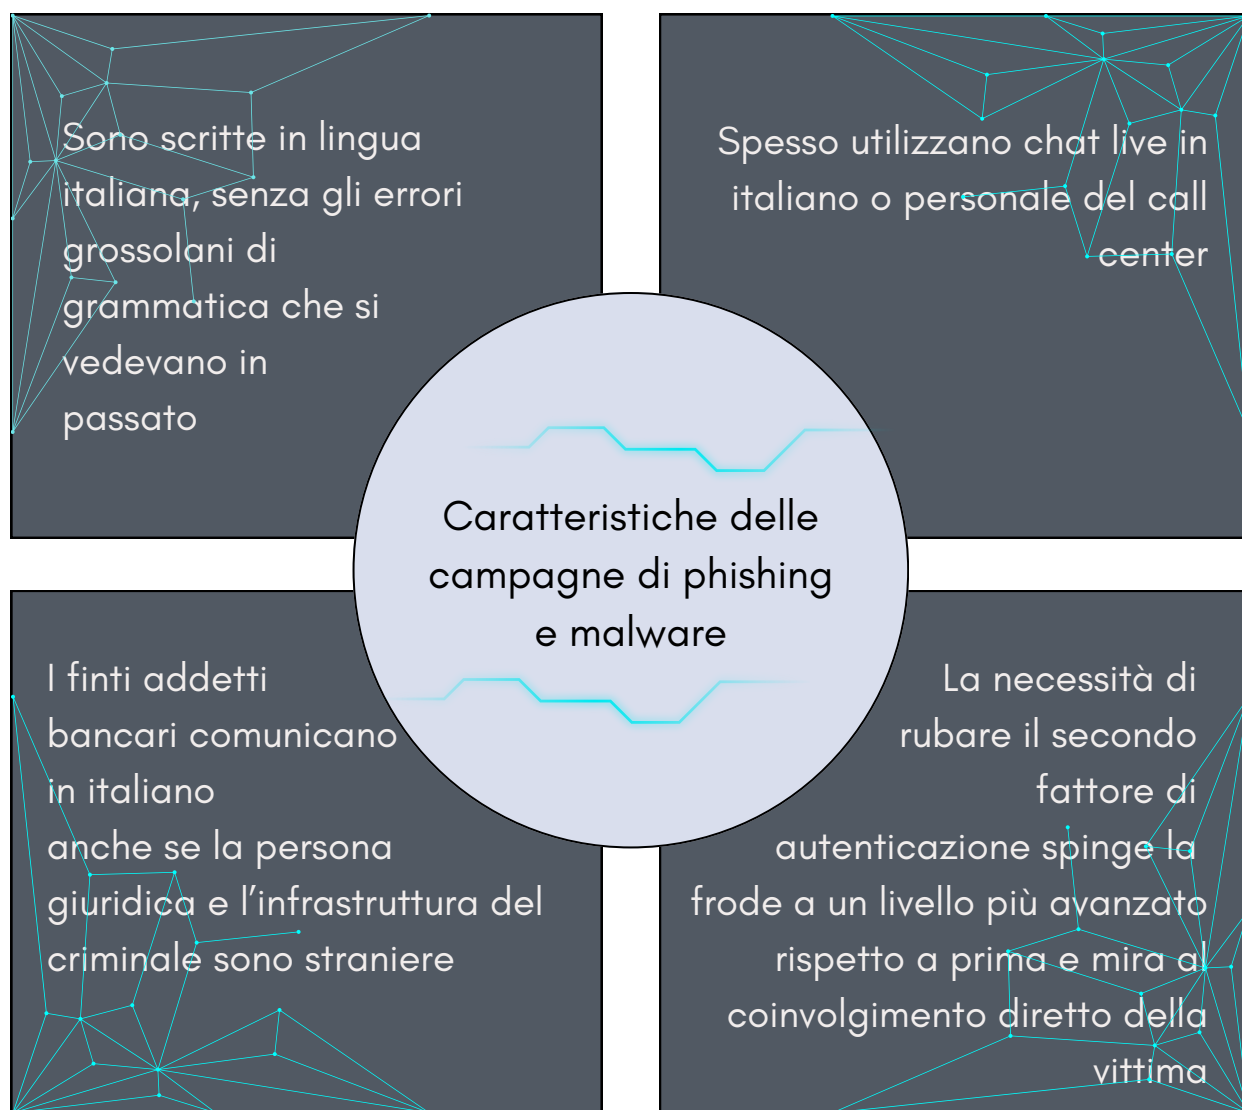 Sono scritte in lingua
italiana, senza gli errori
grossolani di
grammatica che si
vedevano in
passato
Spesso utilizzano chat live in
italiano o personale del call
center
Caratteristiche delle
campagne di phishing
e malware
I finti addetti
bancari comunicano
in italiano
anche se la persona
giuridica e l’infrastruttura del
criminale sono straniere
La necessità di
rubare il secondo
fattore di
autenticazione spinge la
frode a un livello più avanzato
rispetto a prima e mira al
coinvolgimento diretto della
vittima